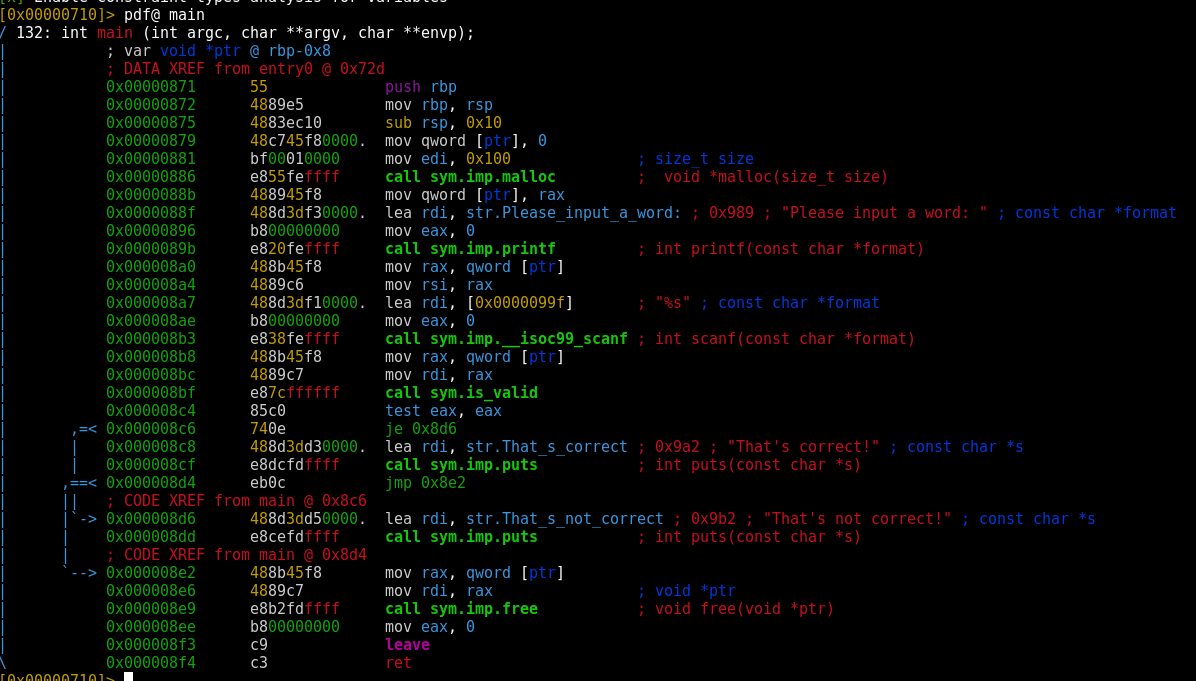 [x] Enable constraint types analysis for variables
[0x00000710]> pdf@ main
/ 132: int main (int argc, char **argv, char **envp);
| ; var void *ptr @ rbp-0x8
| ; DATA XREF from entry0 @ 0x72d
| 0x00000871 55 push rbp
| 0x00000872 4889e5 mov rbp, rsp
| 0x00000875 4883ec10 sub rsp, 0x10
| 0x00000879 48c745f80000. mov qword [ptr], 0
| 0x00000881 bf00010000 mov edi, 0x100 ; size_t size
| 0x00000886 e855feffff call sym.imp.malloc ;  void *malloc(size_t size)
| 0x0000088b 488945f8 mov qword [ptr], rax
| 0x0000088f 488d3df30000. lea rdi, str.Please_input_a_word: ; 0x989 ; "Please input a word: " ; const char *format
| 0x00000896 b800000000 mov eax, 0
| 0x0000089b e820feffff call sym.imp.printf ; int printf(const char *format)
| 0x000008a0 488b45f8 mov rax, qword [ptr]
| 0x000008a4 4889c6 mov rsi, rax
| 0x000008a7 488d3df10000. lea rdi, [0x0000099f] ; "%s" ; const char *format
| 0x000008ae b800000000 mov eax, 0
| 0x000008b3 e838feffff call sym.imp.__isoc99_scanf ; int scanf(const char *format)
| 0x000008b8 488b45f8 mov rax, qword [ptr]
| 0x000008bc 4889c7 mov rdi, rax
| 0x000008bf e87cffffff call sym.is_valid
| 0x000008c4 85c0 test eax, eax
| ,=< 0x000008c6 740e je 0x8d6
| | 0x000008c8 488d3dd30000. lea rdi, str.That_s_correct ; 0x9a2 ; "That's correct!" ; const char *s
| | 0x000008cf e8dcfdffff call sym.imp.puts ; int puts(const char *s)
| ,==< 0x000008d4 eb0c jmp 0x8e2
| || ; CODE XREF from main @ 0x8c6
| |`-> 0x000008d6 488d3dd50000. lea rdi, str.That_s_not_correct ; 0x9b2 ; "That's not correct!" ; const char *s
| | 0x000008dd e8cefdffff call sym.imp.puts ; int puts(const char *s)
| | ; CODE XREF from main @ 0x8d4
| `--> 0x000008e2 488b45f8 mov rax, qword [ptr]
| 0x000008e6 4889c7 mov rdi, rax ; void *ptr
| 0x000008e9 e8b2fdffff call sym.imp.free ; void free(void *ptr)
| 0x000008ee b800000000 mov eax, 0
| 0x000008f3 c9 leave
\ 0x000008f4 c3 ret
[0x00000710]>